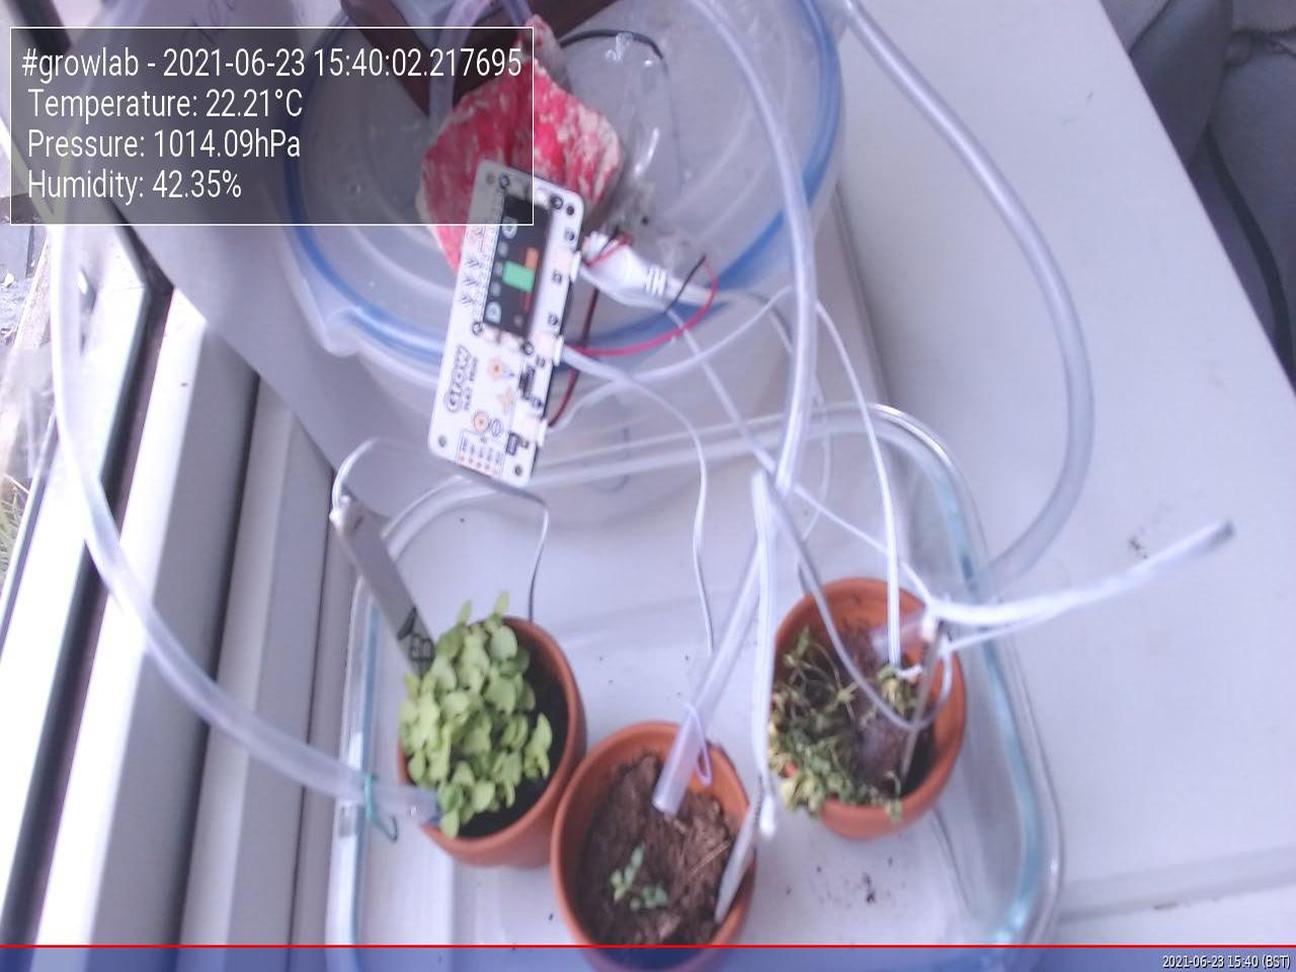 #growlab - 2021-06-23 15:40:02.217695
Temperature: 22.21°C
Pressure: 1014.09hPa
Humidity: 42.35%
GROW
2021-06-23 15:40 (BST)